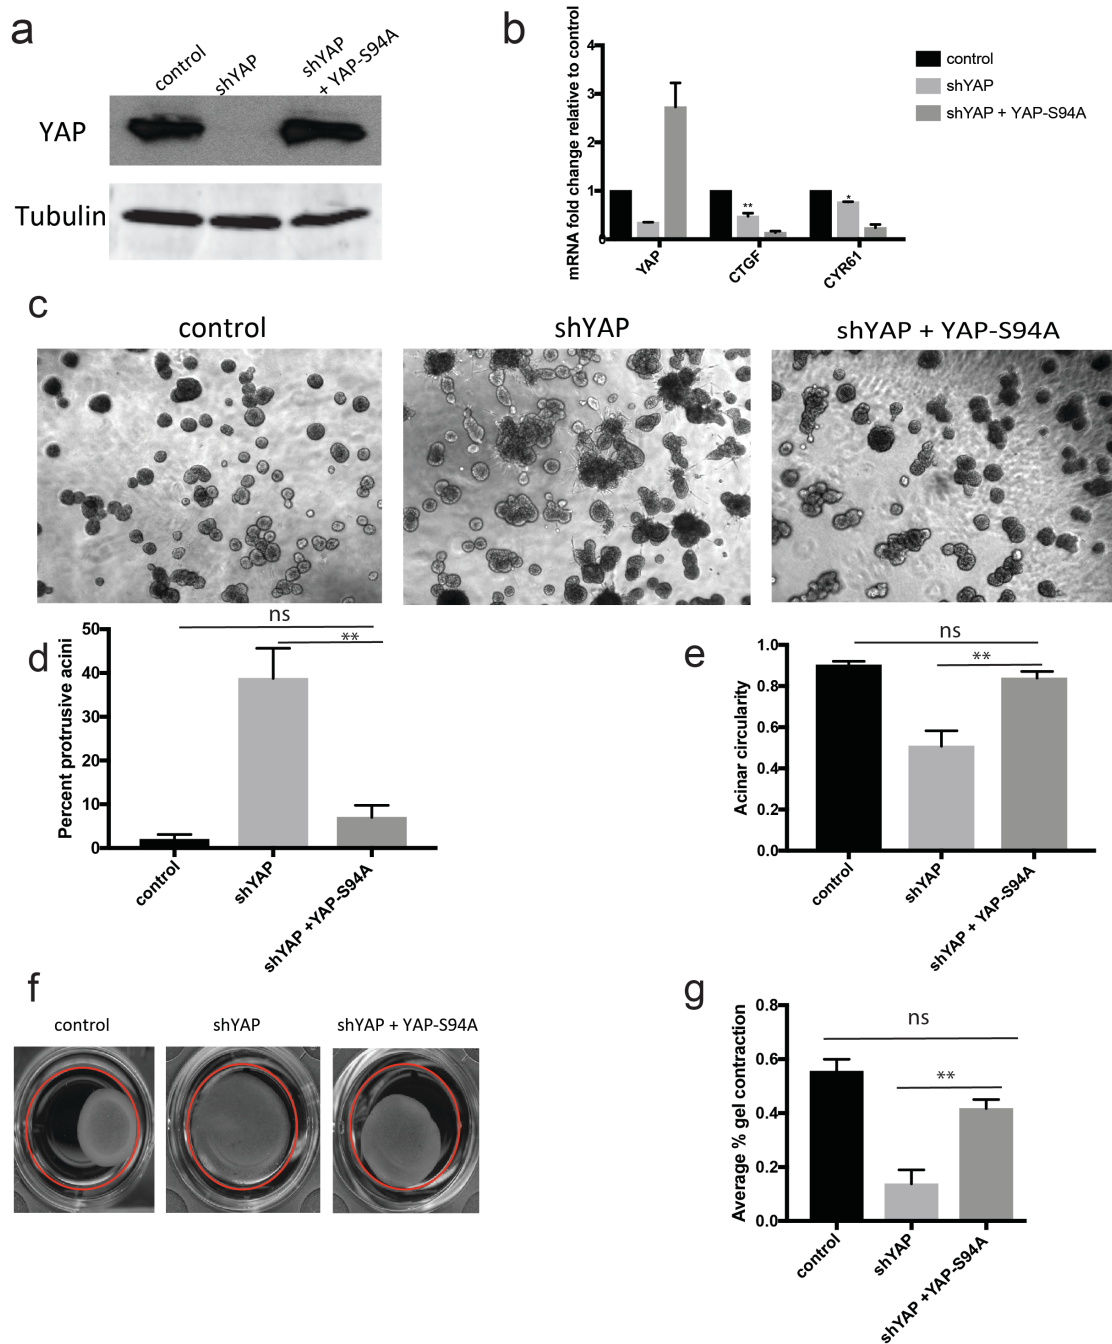 a
control
shYAP
shYAP
+ YAP-S94A
YAP
Tubulin
b
mRNA fold change relative to control
4
3
2
1
0
**
*
YAP
CTGF
CYR61
control
shYAP
shYAP + YAP-S94A
c
control
shYAP
shYAP + YAP-S94A
d
Percent protrusive acini
50
40
30
20
10
0
ns
**
control
shYAP
shYAP +YAP-S94A
e
Acinar circularity
1.0
0.8
0.6
0.4
0.2
0.0
ns
**
control
shYAP
shYAP + YAP-S94A
f
control
shYAP
shYAP + YAP-S94A
g
Average % gel contraction
0.8
0.6
0.4
0.2
0.0
ns
**
control
shYAP
shYAP +YAP-S94A